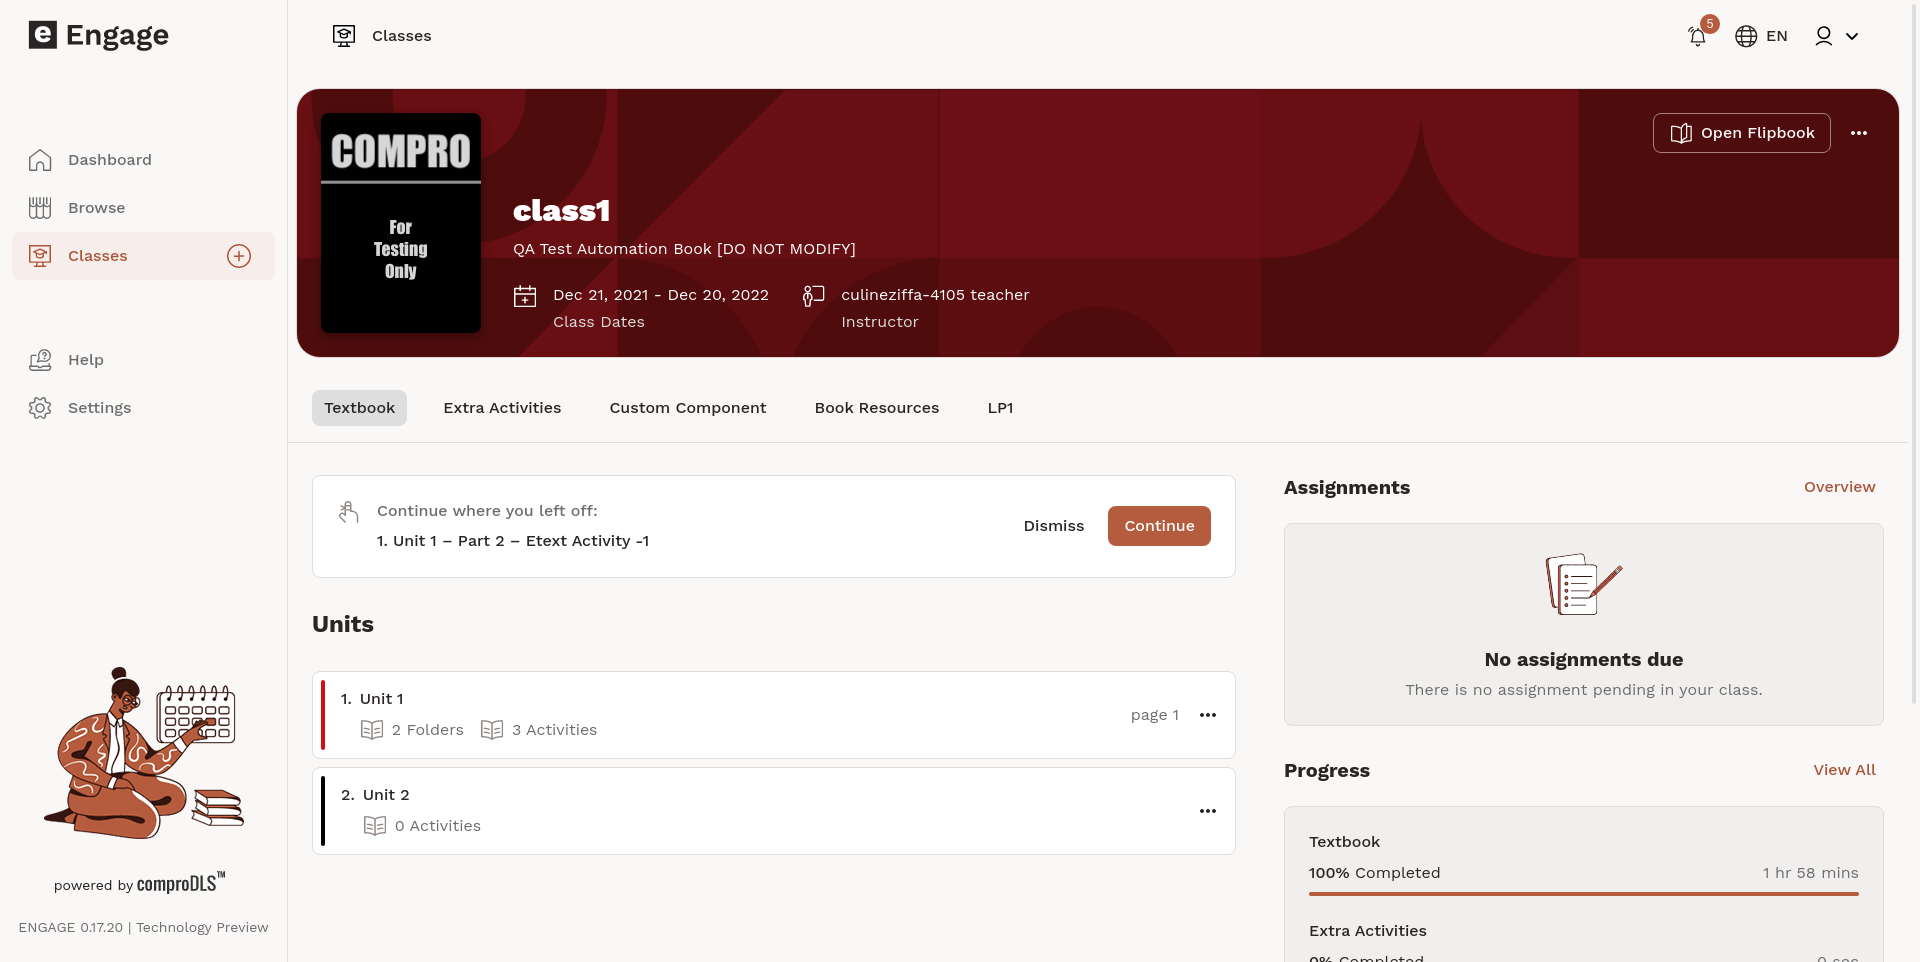 e Engage
Classes
5
EN
Dashboard
Browse
Classes
Help
Settings
powered by comproDLS™
ENGAGE 0.17.20 | Technology Preview
COMPRO
For
Testing
Only
Open Flipbook
class1
QA Test Automation Book [DO NOT MODIFY]
Dec 21, 2021 - Dec 20, 2022
Class Dates
culineziffa-4105 teacher
Instructor
Textbook Extra Activities Custom Component Book Resources LP1
Continue where you left off:
1. Unit 1 – Part 2 – Etext Activity -1
Dismiss
Continue
Units
1. Unit 1
2 Folders 3 Activities
page 1
2. Unit 2
0 Activities
Assignments
Overview
No assignments due
There is no assignment pending in your class.
Progress
View All
Textbook
100% Completed
1 hr 58 mins
Extra Activities
0% Completed
0 sec